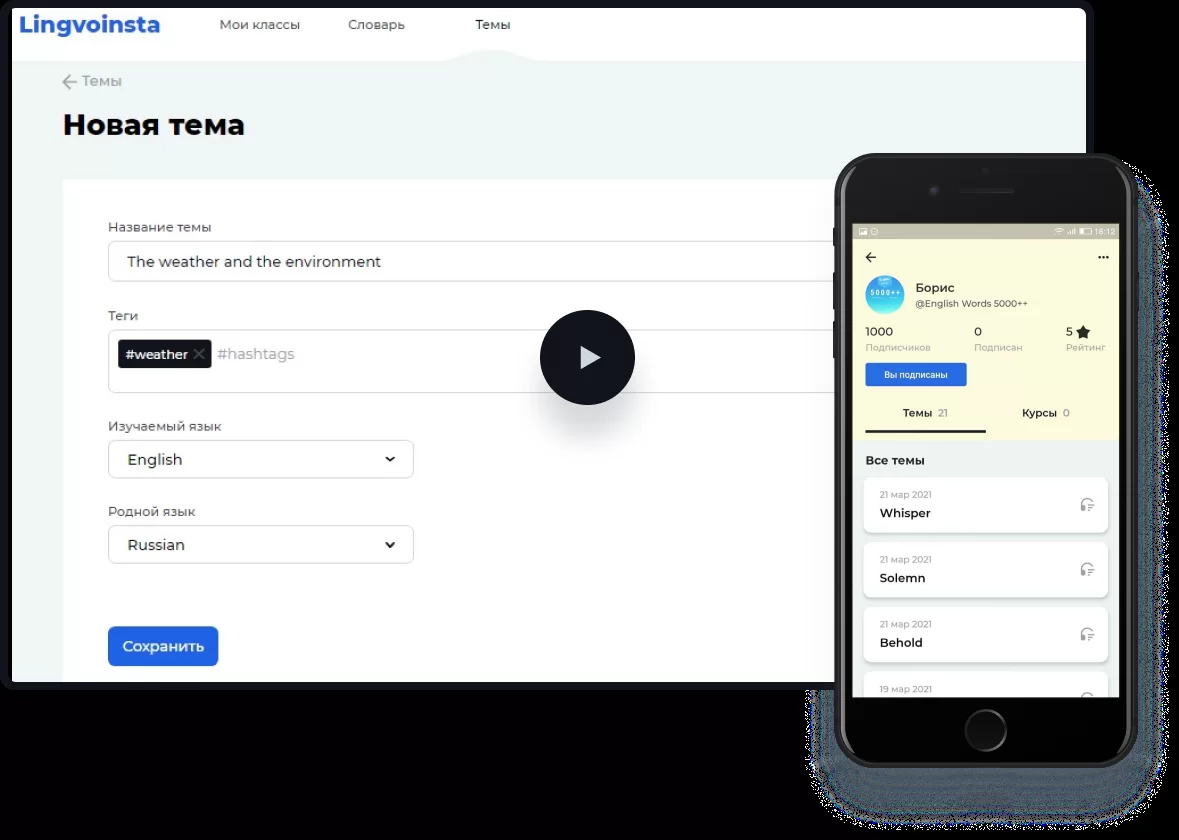 Lingvoinsta
Мои классы Словарь Темы
Темы
Новая тема
Название темы
The weather and the environment
Теги
#weather #hashtags
Изучаемый язык
English
Родной язык
Russian
Сохранить
18:12
5000++
Борис
@English Words 5000++
1000 0 5
Подписчиков Подписан Рейтинг
Вы подписаны
Темы 21 Курсы 0
Все темы
21 мар 2021
Whisper
21 мар 2021
Solemn
21 мар 2021
Behold
19 мар 2021